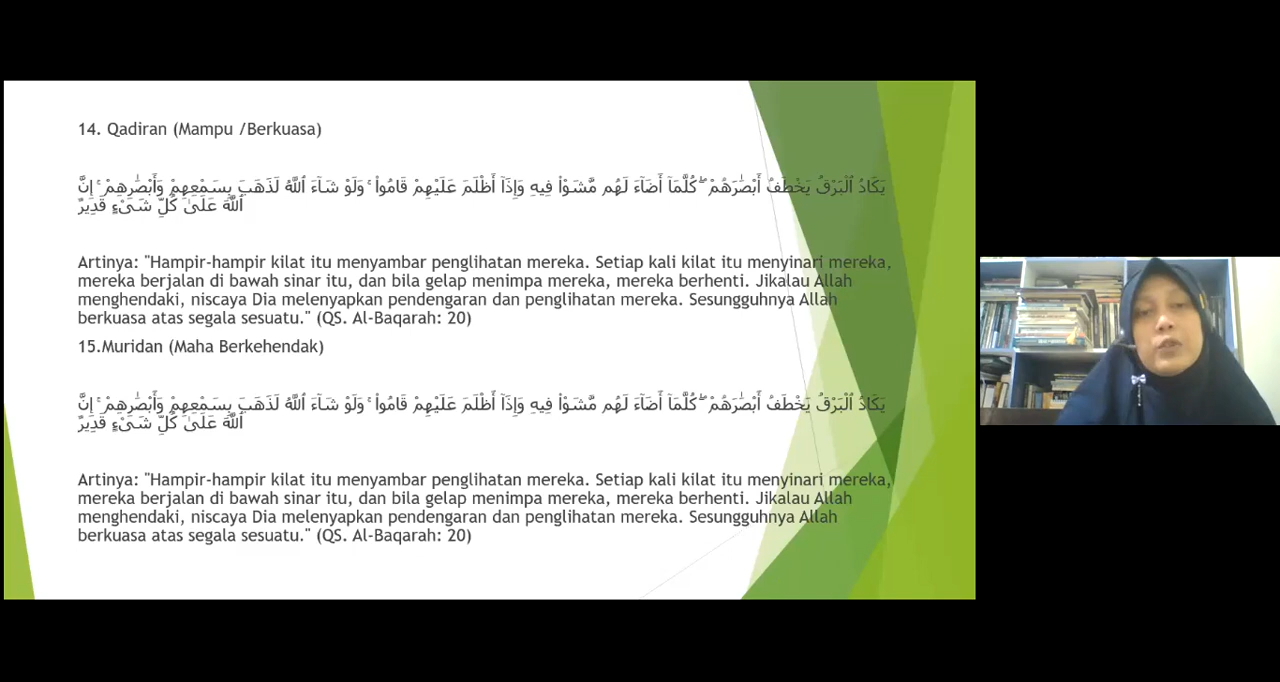 14. Qadiran (Mampu /Berkuasa)
يَكَادُ ٱلْبَرْقُ يَخْطَفُ أَبْصَٰرَهُمْ ۖ كُلَّمَآ أَضَآءَ لَهُم مَّشَوْا۟ فِيهِ وَإِذَآ أَظْلَمَ عَلَيْهِمْ قَامُوا۟ ۚ وَلَوْ شَآءَ ٱللَّهُ لَذَهَبَ بِسَمْعِهِمْ وَأَبْصَٰرِهِمْ ۚ إِنَّ
ٱللَّهَ عَلَىٰ كُلِّ شَىْءٍ قَدِيرٌ
Artinya: "Hampir-hampir kilat itu menyambar penglihatan mereka. Setiap kali kilat itu menyinari mereka,
mereka berjalan di bawah sinar itu, dan bila gelap menimpa mereka, mereka berhenti. Jikalau Allah
menghendaki, niscaya Dia melenyapkan pendengaran dan penglihatan mereka. Sesungguhnya Allah
berkuasa atas segala sesuatu." (QS. Al-Baqarah: 20)
15.Muridan (Maha Berkehendak)
يَكَادُ ٱلْبَرْقُ يَخْطَفُ أَبْصَٰرَهُمْ ۖ كُلَّمَآ أَضَآءَ لَهُم مَّشَوْا۟ فِيهِ وَإِذَآ أَظْلَمَ عَلَيْهِمْ قَامُوا۟ ۚ وَلَوْ شَآءَ ٱللَّهُ لَذَهَبَ بِسَمْعِهِمْ وَأَبْصَٰرِهِمْ ۚ إِنَّ
ٱللَّهَ عَلَىٰ كُلِّ شَىْءٍ قَدِيرٌ
Artinya: "Hampir-hampir kilat itu menyambar penglihatan mereka. Setiap kali kilat itu menyinari mereka,
mereka berjalan di bawah sinar itu, dan bila gelap menimpa mereka, mereka berhenti. Jikalau Allah
menghendaki, niscaya Dia melenyapkan pendengaran dan penglihatan mereka. Sesungguhnya Allah
berkuasa atas segala sesuatu." (QS. Al-Baqarah: 20)